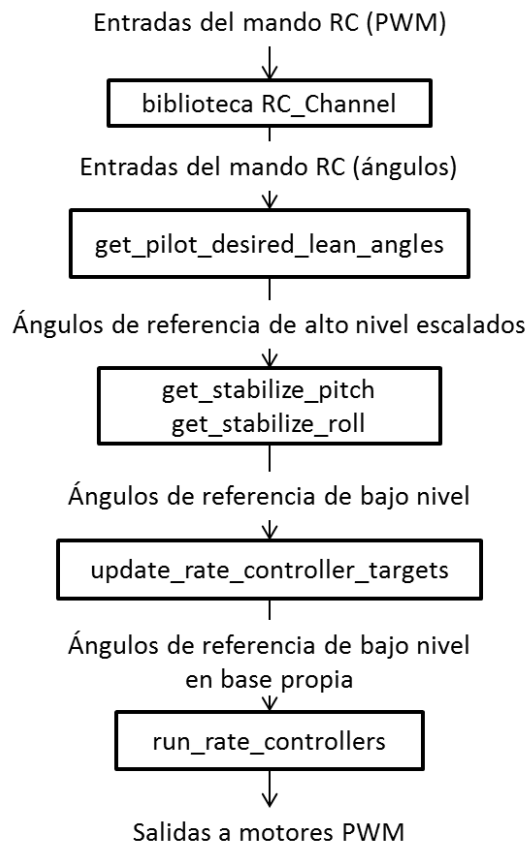 Entradas del mando RC (PWM)
biblioteca RC_Channel
Entradas del mando RC (ángulos)
get_pilot_desired_lean_angles
Ángulos de referencia de alto nivel escalados
get_stabilize_pitch
get_stabilize_roll
Ángulos de referencia de bajo nivel
update_rate_controller_targets
Ángulos de referencia de bajo nivel
en base propia
run_rate_controllers
Salidas a motores PWM